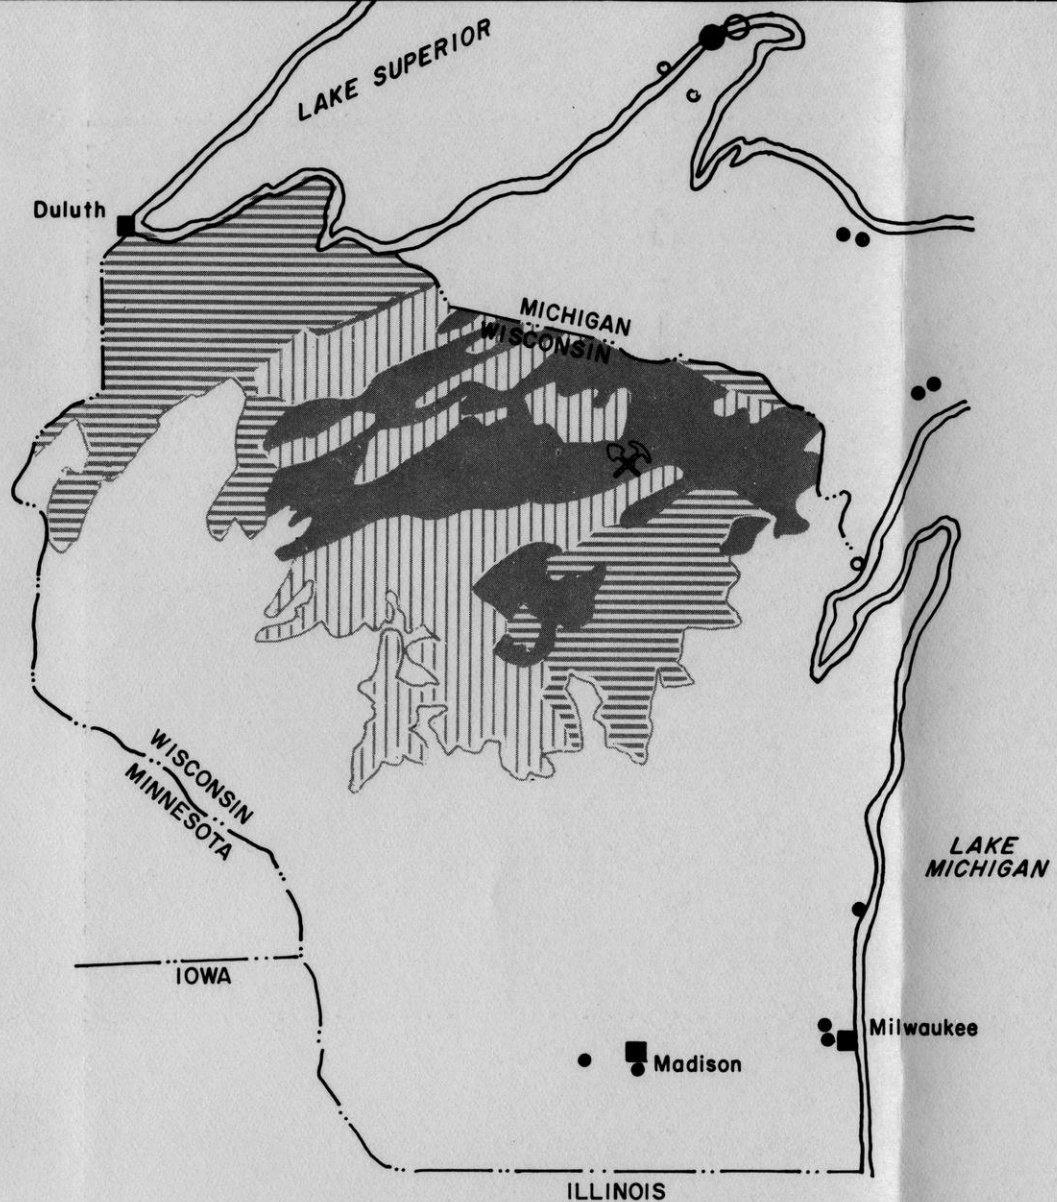 LAKE SUPERIOR
Duluth
MICHIGAN
WISCONSIN
WISCONSIN
MINNESOTA
LAKE
MICHIGAN
IOWA
Milwaukee
Madison
ILLINOIS